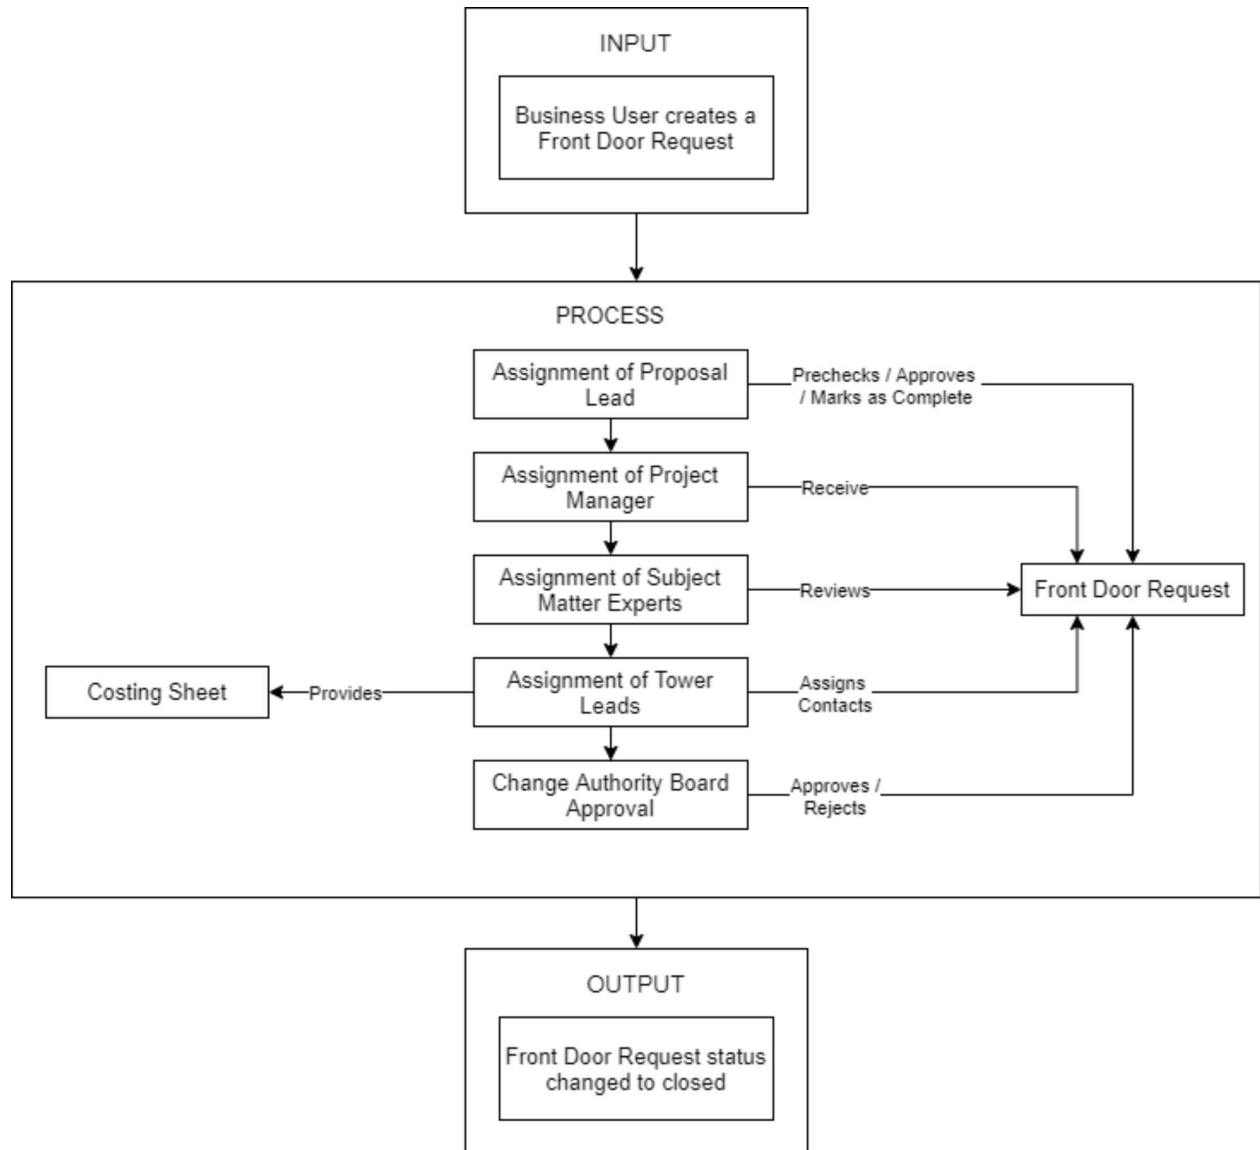 INPUT
Business User creates a
Front Door Request
PROCESS
Assignment of Proposal
Lead
Prechecks / Approves
/ Marks as Complete
Assignment of Project
Manager
Receive
Assignment of Subject
Matter Experts
Reviews
Front Door Request
Costing Sheet
Provides
Assignment of Tower
Leads
Assigns
Contacts
Change Authority Board
Approval
Approves /
Rejects
OUTPUT
Front Door Request status
changed to closed